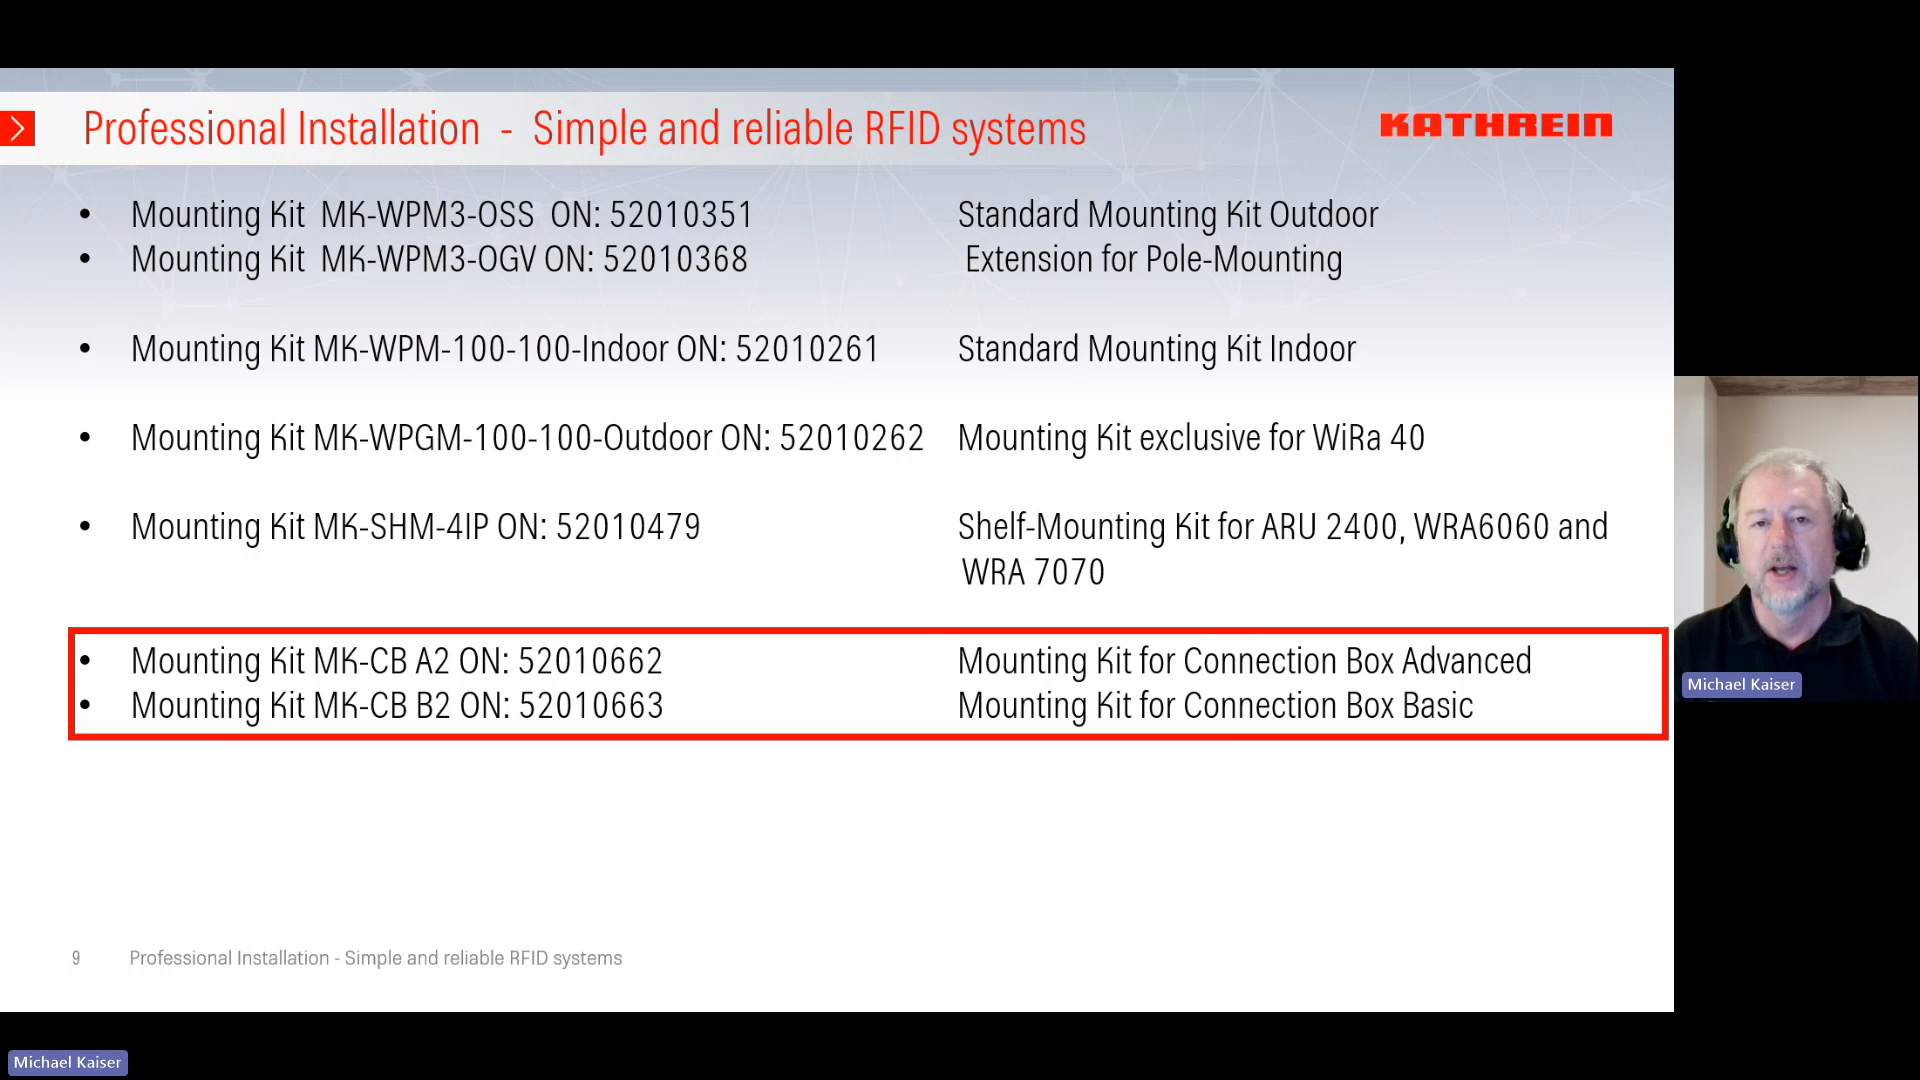 Professional Installation - Simple and reliable RFID systems
KATHREIN
• Mounting Kit MK-WPM3-OSS ON: 52010351 Standard Mounting Kit Outdoor
• Mounting Kit MK-WPM3-OGV ON: 52010368 Extension for Pole-Mounting
• Mounting Kit MK-WPM-100-100-Indoor ON: 52010261 Standard Mounting Kit Indoor
• Mounting Kit MK-WPGM-100-100-Outdoor ON: 52010262 Mounting Kit exclusive for WiRa 40
• Mounting Kit MK-SHM-4IP ON: 52010479 Shelf-Mounting Kit for ARU 2400, WRA6060 and
WRA 7070
• Mounting Kit MK-CB A2 ON: 52010662 Mounting Kit for Connection Box Advanced
• Mounting Kit MK-CB B2 ON: 52010663 Mounting Kit for Connection Box Basic
Michael Kaiser
9 Professional Installation - Simple and reliable RFID systems
Michael Kaiser